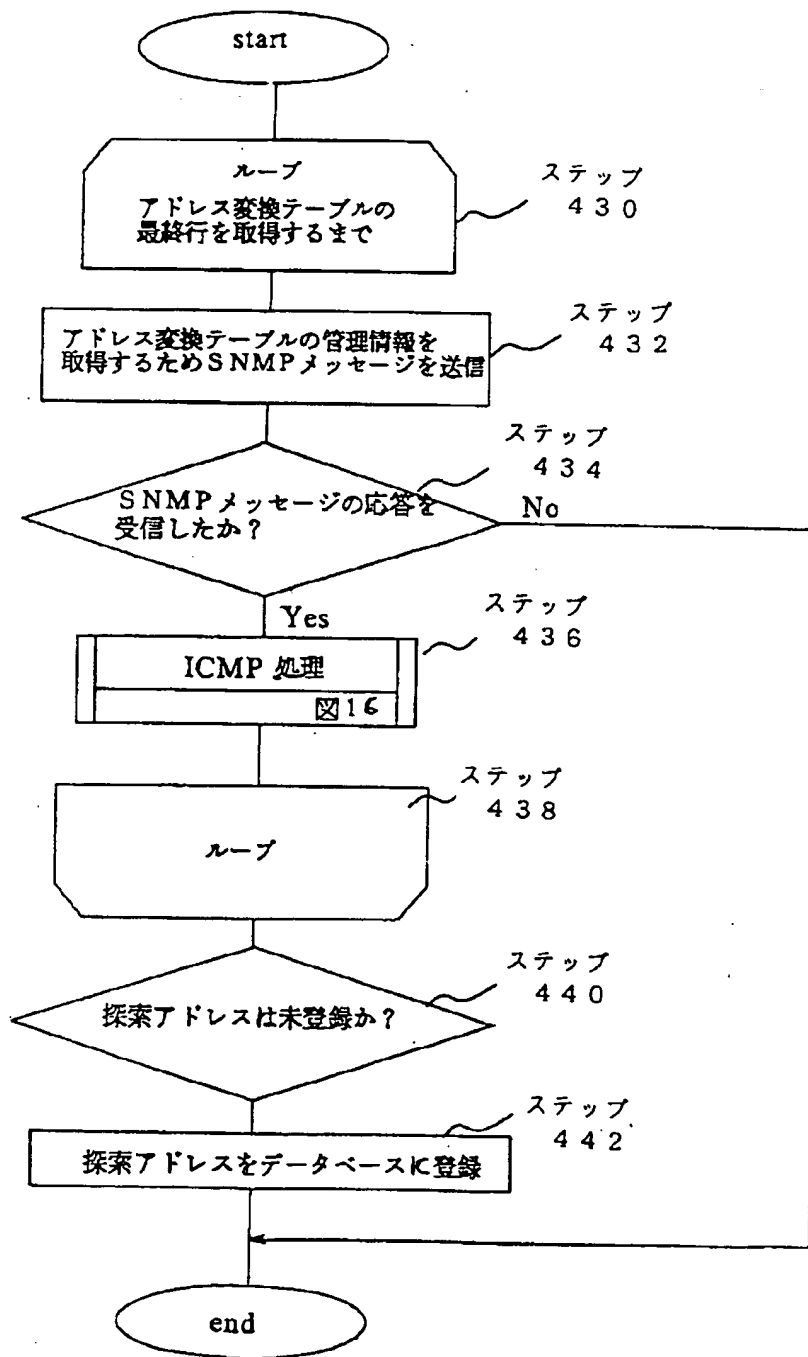 start
ループ
アドレス変換テーブルの
最終行を取得するまで
ステップ
430
アドレス変換テーブルの管理情報を
取得するためSNMPメッセージを送信
ステップ
432
SNMPメッセージの応答を
受信したか?
ステップ
434
No
Yes
ICMP 処理
図16
ステップ
436
ループ
ステップ
438
探索アドレスは未登録か?
ステップ
440
探索アドレスをデータベースに登録
ステップ
442
end